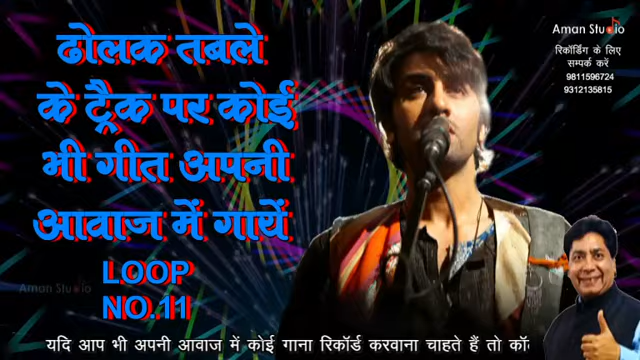 ढोलक तबले
के ट्रैक पर कोई
भी गीत अपनी
आवाज में गायें
LOOP
NO.11
Aman Studio
रिकॉर्डिंग के लिए
सम्पर्क करें
9811596724
9312135815
Aman Studio
यदि आप भी अपनी आवाज में कोई गाना रिकॉर्ड करवाना चाहते हैं तो कॉ